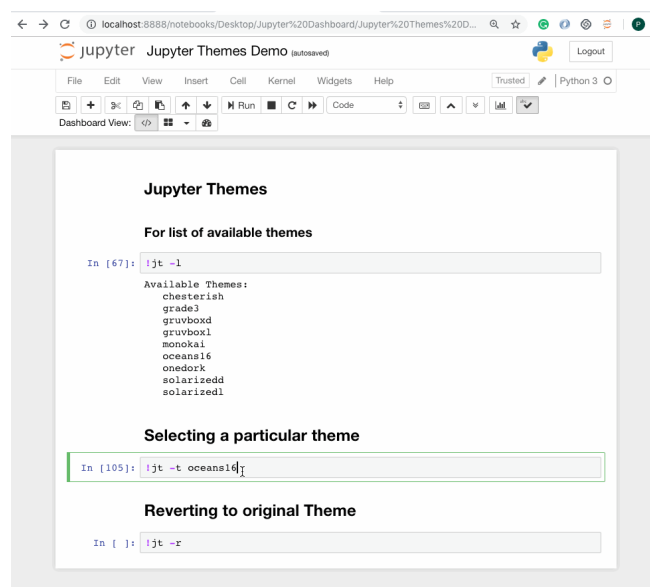 localhost:8888/notebooks/Desktop/Jupyter%20Dashboard/Jupyter%20Themes%20D...
P
jupyter Jupyter Themes Demo (autosaved)
Logout
File Edit View Insert Cell Kernel Widgets Help Trusted Python 3
Run Code
Dashboard View:
Jupyter Themes
For list of available themes
In [67]: !jt -l
Available Themes:
chesterish
grade3
gruvboxd
gruvboxl
monokai
oceans16
onedork
solarizedd
solarizedl
Selecting a particular theme
In [105]: !jt -t oceans16
Reverting to original Theme
In [ ]: !jt -r